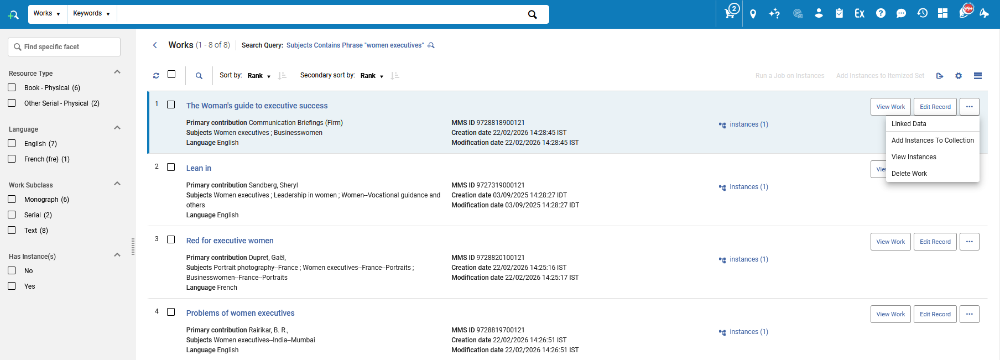 Works Keywords 2 Ex ? 99+
Find specific facet
Works (1 - 8 of 8) Search Query: Subjects Contains Phrase "women executives"
Sort by: Rank Secondary sort by: Rank Run a Job on Instances Add Instances to Itemized Set
Resource Type
Book - Physical (6)
Other Serial - Physical (2)
Language
English (7)
French (fre) (1)
Work Subclass
Monograph (6)
Serial (2)
Text (8)
Has Instance(s)
No
Yes
1 The Woman's guide to executive success View Work Edit Record ...
Primary contribution Communication Briefings (Firm) MMS ID 9728818900121 instances (1)
Subjects Women executives ; Businesswomen Creation date 22/02/2026 14:28:45 IST
Language English Modification date 22/02/2026 14:28:45 IST
Linked Data
Add Instances To Collection
View Instances
Delete Work
2 Lean in
Primary contribution Sandberg, Sheryl MMS ID 9727319000121 instances (1)
Subjects Women executives ; Leadership in women ; Women--Vocational guidance and Creation date 03/09/2025 14:28:27 IDT
others Modification date 03/09/2025 14:28:27 IDT
Language English
3 Red for executive women View Work Edit Record ...
Primary contribution Dupret, Gaël, MMS ID 9728820100121 instances (1)
Subjects Portrait photography--France ; Women executives--France--Portraits ; Creation date 22/02/2026 14:25:16 IST
Businesswomen--France--Portraits Modification date 22/02/2026 14:25:17 IST
Language French
4 Problems of women executives View Work Edit Record ...
Primary contribution Rairikar, B. R., MMS ID 9728819700121 instances (1)
Subjects Women executives--India--Mumbai Creation date 22/02/2026 14:26:51 IST
Language English Modification date 22/02/2026 14:26:51 IST